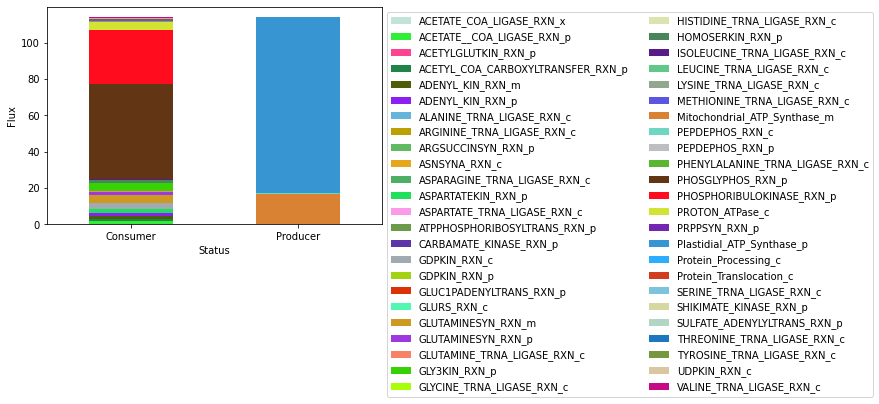 100
80
60
40
20
0
Flux
Consumer
Producer
Status
ACETATE_COA_LIGASE_RXN_x
ACETATE__COA_LIGASE_RXN_p
ACETYLGLUTKIN_RXN_p
ACETYL_COA_CARBOXYLTRANSFER_RXN_p
ADENYL_KIN_RXN_m
ADENYL_KIN_RXN_p
ALANINE_TRNA_LIGASE_RXN_c
ARGININE_TRNA_LIGASE_RXN_c
ARGSUCCINSYN_RXN_p
ASNSYNA_RXN_c
ASPARAGINE_TRNA_LIGASE_RXN_c
ASPARTATEKIN_RXN_p
ASPARTATE_TRNA_LIGASE_RXN_c
ATPPHOSPHORIBOSYLTRANS_RXN_p
CARBAMATE_KINASE_RXN_p
GDPKIN_RXN_c
GDPKIN_RXN_p
GLUC1PADENYLTRANS_RXN_p
GLURS_RXN_c
GLUTAMINESYN_RXN_m
GLUTAMINESYN_RXN_p
GLUTAMINE_TRNA_LIGASE_RXN_c
GLY3KIN_RXN_p
GLYCINE_TRNA_LIGASE_RXN_c
HISTIDINE_TRNA_LIGASE_RXN_c
HOMOSERKIN_RXN_p
ISOLEUCINE_TRNA_LIGASE_RXN_c
LEUCINE_TRNA_LIGASE_RXN_c
LYSINE_TRNA_LIGASE_RXN_c
METHIONINE_TRNA_LIGASE_RXN_c
Mitochondrial_ATP_Synthase_m
PEPDEPHOS_RXN_c
PEPDEPHOS_RXN_p
PHENYLALANINE_TRNA_LIGASE_RXN_c
PHOSGLYPHOS_RXN_p
PHOSPHORIBULOKINASE_RXN_p
PROTON_ATPase_c
PRPPSYN_RXN_p
Plastidial_ATP_Synthase_p
Protein_Processing_c
Protein_Translocation_c
SERINE_TRNA_LIGASE_RXN_c
SHIKIMATE_KINASE_RXN_p
SULFATE_ADENYLYLTRANS_RXN_p
THREONINE_TRNA_LIGASE_RXN_c
TYROSINE_TRNA_LIGASE_RXN_c
UDPKIN_RXN_c
VALINE_TRNA_LIGASE_RXN_c